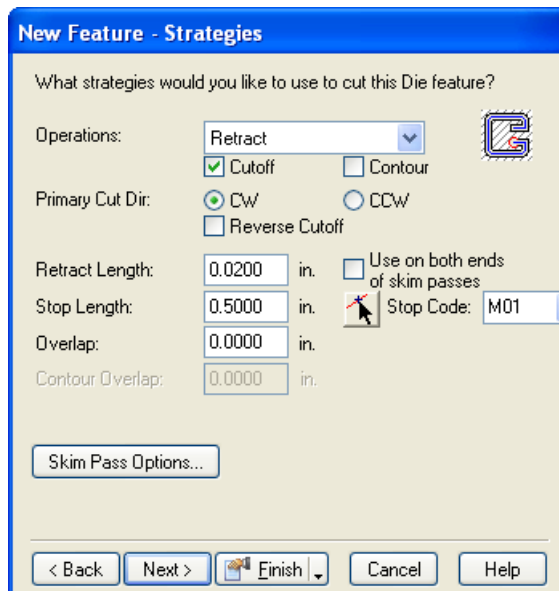 New Feature - Strategies
What strategies would you like to use to cut this Die feature?
Operations: Retract
Cutoff Contour
Primary Cut Dir: CW CCW
Reverse Cutoff
Retract Length: 0.0200 in. Use on both ends
of skim passes
Stop Length: 0.5000 in. Stop Code: M01
Overlap: 0.0000 in.
Contour Overlap: 0.0000 in.
Skim Pass Options...
< Back Next > Finish Cancel Help